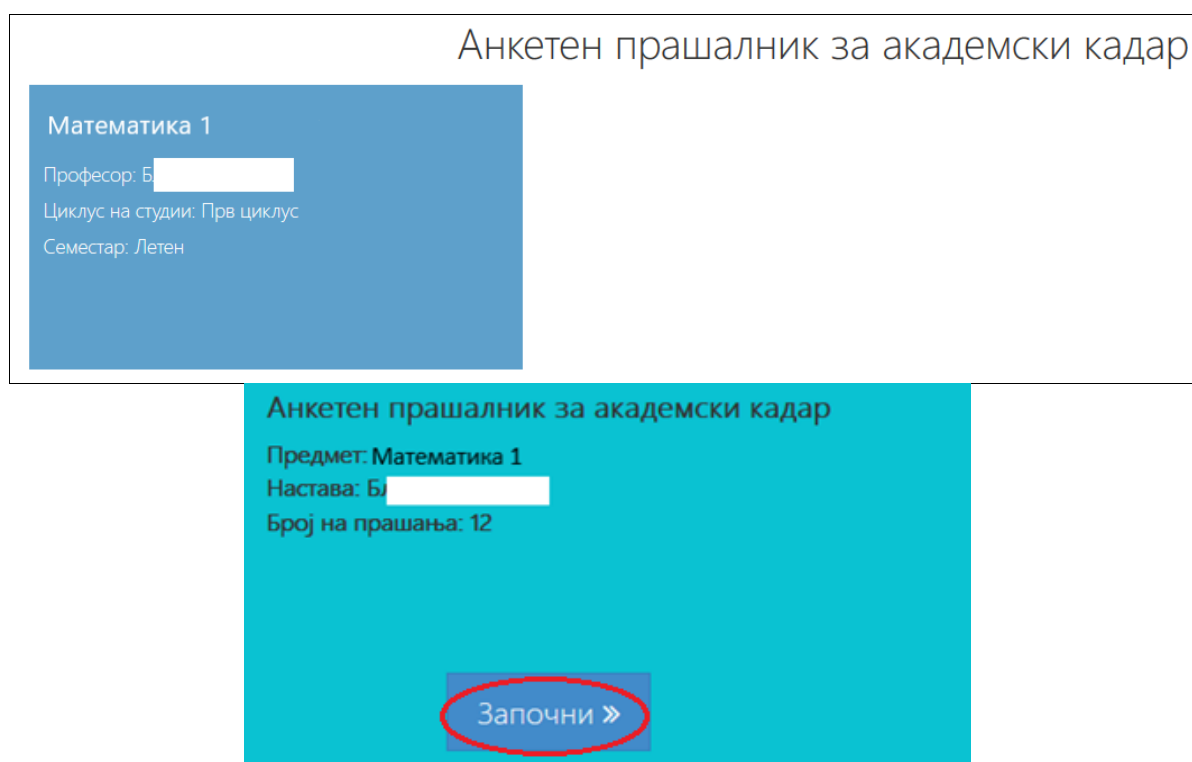 Анкетен прашалник за академски кадар
Математика 1
Професор: Б
Циклус на студии: Прв циклус
Семестар: Летен
Анкетен прашалник за академски кадар
Предмет: Математика 1
Настава: Бл
Број на прашања: 12
Започни »